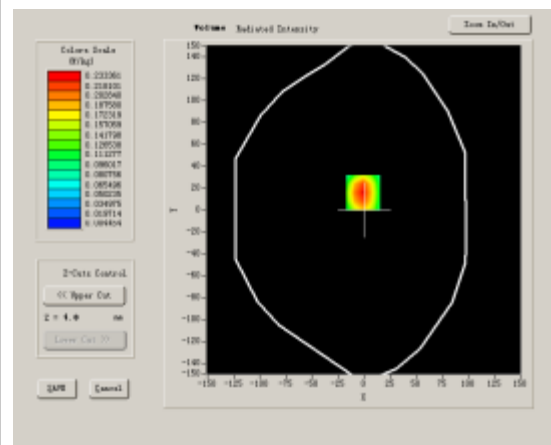 Volume Radiated Intensity
Zoom In/Out
Colors Scale
(W/kg)
0.233361
0.218101
0.202840
0.187580
0.172319
0.157059
0.141798
0.126538
0.111277
0.096017
0.080756
0.065496
0.050235
0.034975
0.019714
0.004454
Z-Cuts Control
<< Upper Cut
Z = 4.0 mm
Lower Cut >>
SAVE
Cancel
150
140
120
100
80
60
40
20
0
-20
-40
-60
-80
-100
-120
-140
-150
Y
-150 -125 -100 -75 -50 -25 0 25 50 75 100 125 150
X